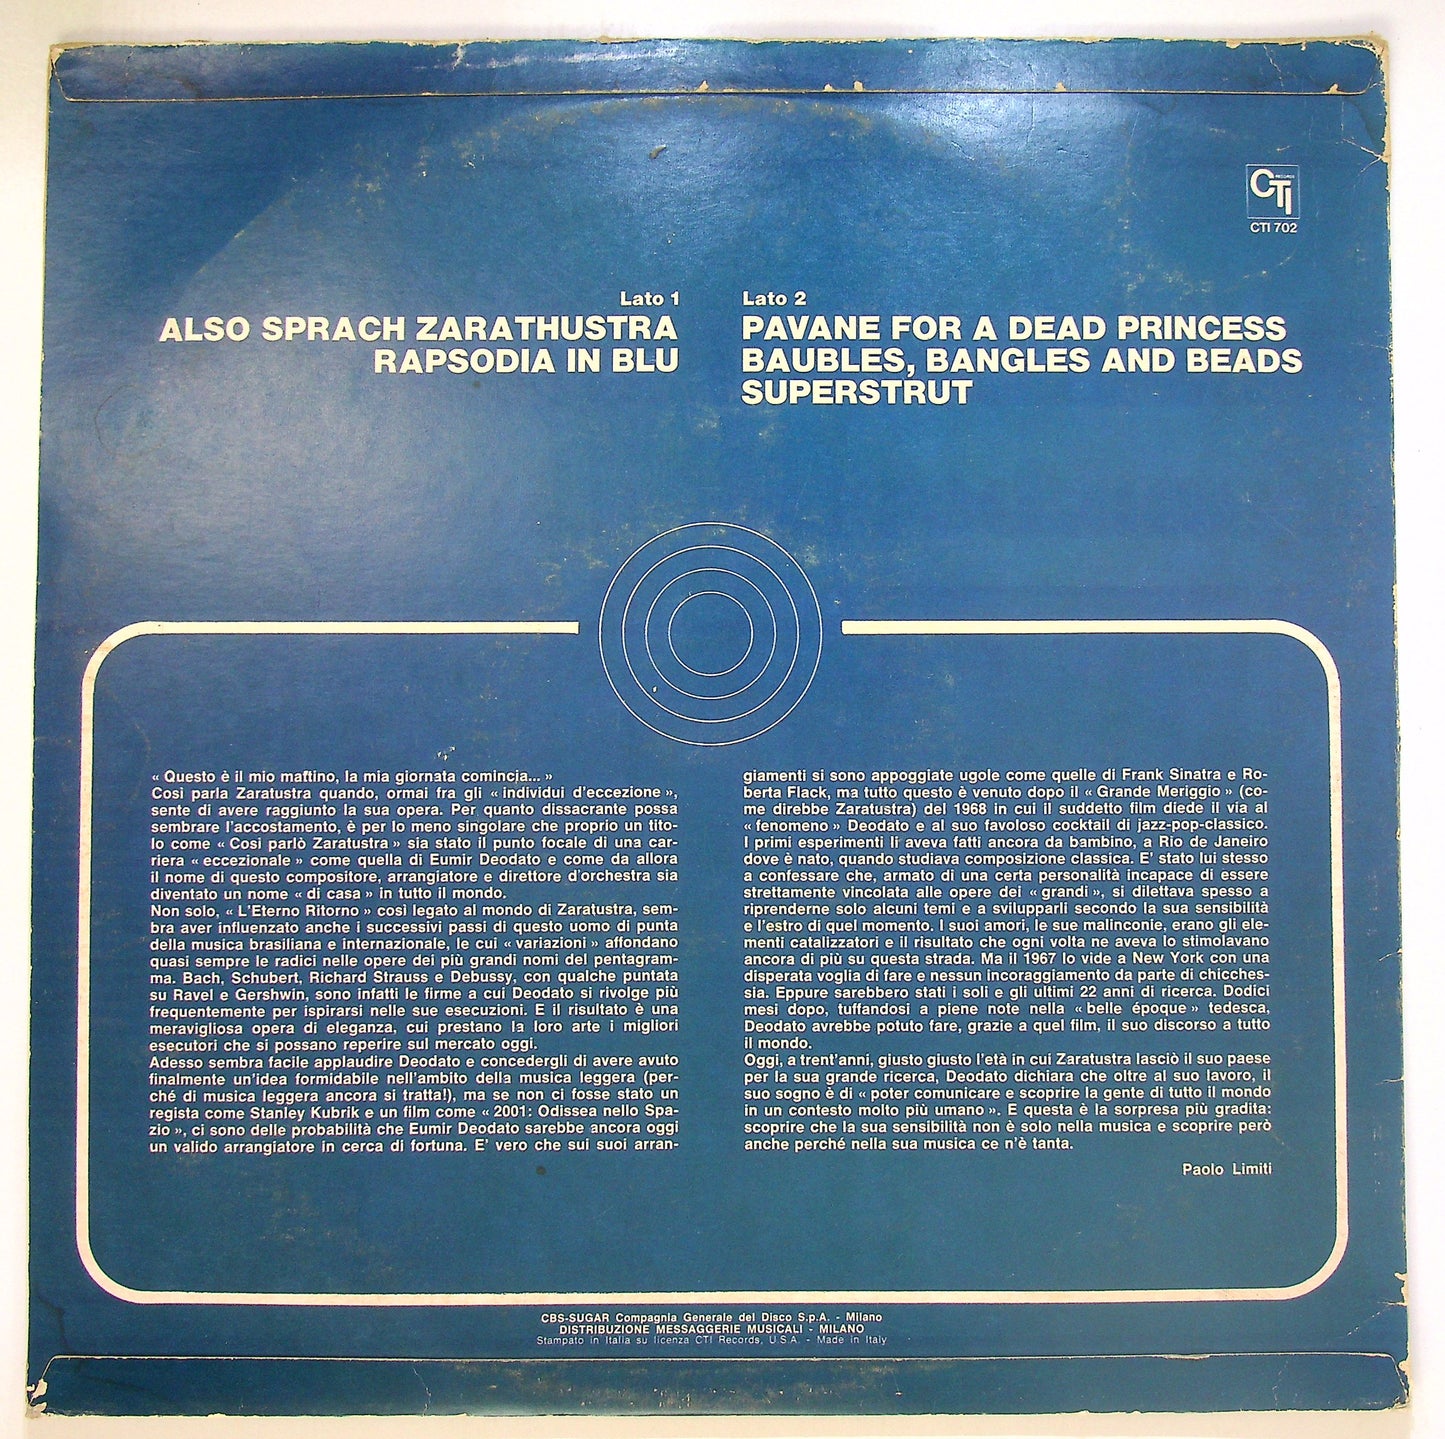 CTI RECORDS
CTI 702
Lato 1
ALSO SPRACH ZARATHUSTRA
RAPSODIA IN BLU
Lato 2
PAVANE FOR A DEAD PRINCESS
BAUBLES, BANGLES AND BEADS
SUPERSTRUT
« Questo è il mio mattino, la mia giornata comincia... »
Così parla Zaratustra quando, ormai fra gli « individui d'eccezione »,
sente di avere raggiunto la sua opera. Per quanto dissacrante possa
sembrare l'accostamento, è per lo meno singolare che proprio un tito-
lo come « Così parlò Zaratustra » sia stato il punto focale di una car-
riera « eccezionale » come quella di Eumir Deodato e come da allora
il nome di questo compositore, arrangiatore e direttore d'orchestra sia
diventato un nome « di casa » in tutto il mondo.
Non solo, « L'Eterno Ritorno » così legato al mondo di Zaratustra, sem-
bra aver influenzato anche i successivi passi di questo uomo di punta
della musica brasiliana e internazionale, le cui « variazioni » affondano
quasi sempre le radici nelle opere dei più grandi nomi del pentagram-
ma. Bach, Schubert, Richard Strauss e Debussy, con qualche puntata
su Ravel e Gershwin, sono infatti le firme a cui Deodato si rivolge più
frequentemente per ispirarsi nelle sue esecuzioni. E il risultato è una
meravigliosa opera di eleganza, cui prestano la loro arte i migliori
esecutori che si possano reperire sul mercato oggi.
Adesso sembra facile applaudire Deodato e concedergli di avere avuto
finalmente un'idea formidabile nell'ambito della musica leggera (per-
ché di musica leggera ancora si tratta!), ma se non ci fosse stato un
regista come Stanley Kubrik e un film come « 2001: Odissea nello Spa-
zio », ci sono delle probabilità che Eumir Deodato sarebbe ancora oggi
un valido arrangiatore in cerca di fortuna. E' vero che sui suoi arran-
giamenti si sono appoggiate ugole come quelle di Frank Sinatra e Ro-
berta Flack, ma tutto questo è venuto dopo il « Grande Meriggio » (co-
me direbbe Zaratustra) del 1968 in cui il suddetto film diede il via al
« fenomeno » Deodato e al suo favoloso cocktail di jazz-pop-classico.
I primi esperimenti lì aveva fatti ancora da bambino, a Rio de Janeiro
dove è nato, quando studiava composizione classica. E' stato lui stesso
a confessare che, armato di una certa personalità incapace di essere
strettamente vincolata alle opere dei « grandi », si dilettava spesso a
riprenderne solo alcuni temi e a svilupparli secondo la sua sensibilità
e l'estro di quel momento. I suoi amori, le sue malinconie, erano gli ele-
menti catalizzatori e il risultato che ogni volta ne aveva lo stimolavano
ancora di più su questa strada. Ma il 1967 lo vide a New York con una
disperata voglia di fare e nessun incoraggiamento da parte di chicches-
sia. Eppure sarebbero stati i soli e gli ultimi 22 anni di ricerca. Dodici
mesi dopo, tuffandosi a piene note nella « belle époque » tedesca,
Deodato avrebbe potuto fare, grazie a quel film, il suo discorso a tutto
il mondo.
Oggi, a trent'anni, giusto giusto l'età in cui Zaratustra lasciò il suo paese
per la sua grande ricerca, Deodato dichiara che oltre al suo lavoro, il
suo sogno è di « poter comunicare e scoprire la gente di tutto il mondo
in un contesto molto più umano ». E questa è la sorpresa più gradita:
scoprire che la sua sensibilità non è solo nella musica e scoprire però
anche perché nella sua musica ce n'è tanta.
Paolo Limiti
CBS-SUGAR Compagnia Generale del Disco S.p.A. - Milano
DISTRIBUZIONE MESSAGGERIE MUSICALI - MILANO
Stampato in Italia su licenza CTI Records, U.S.A. - Made in Italy